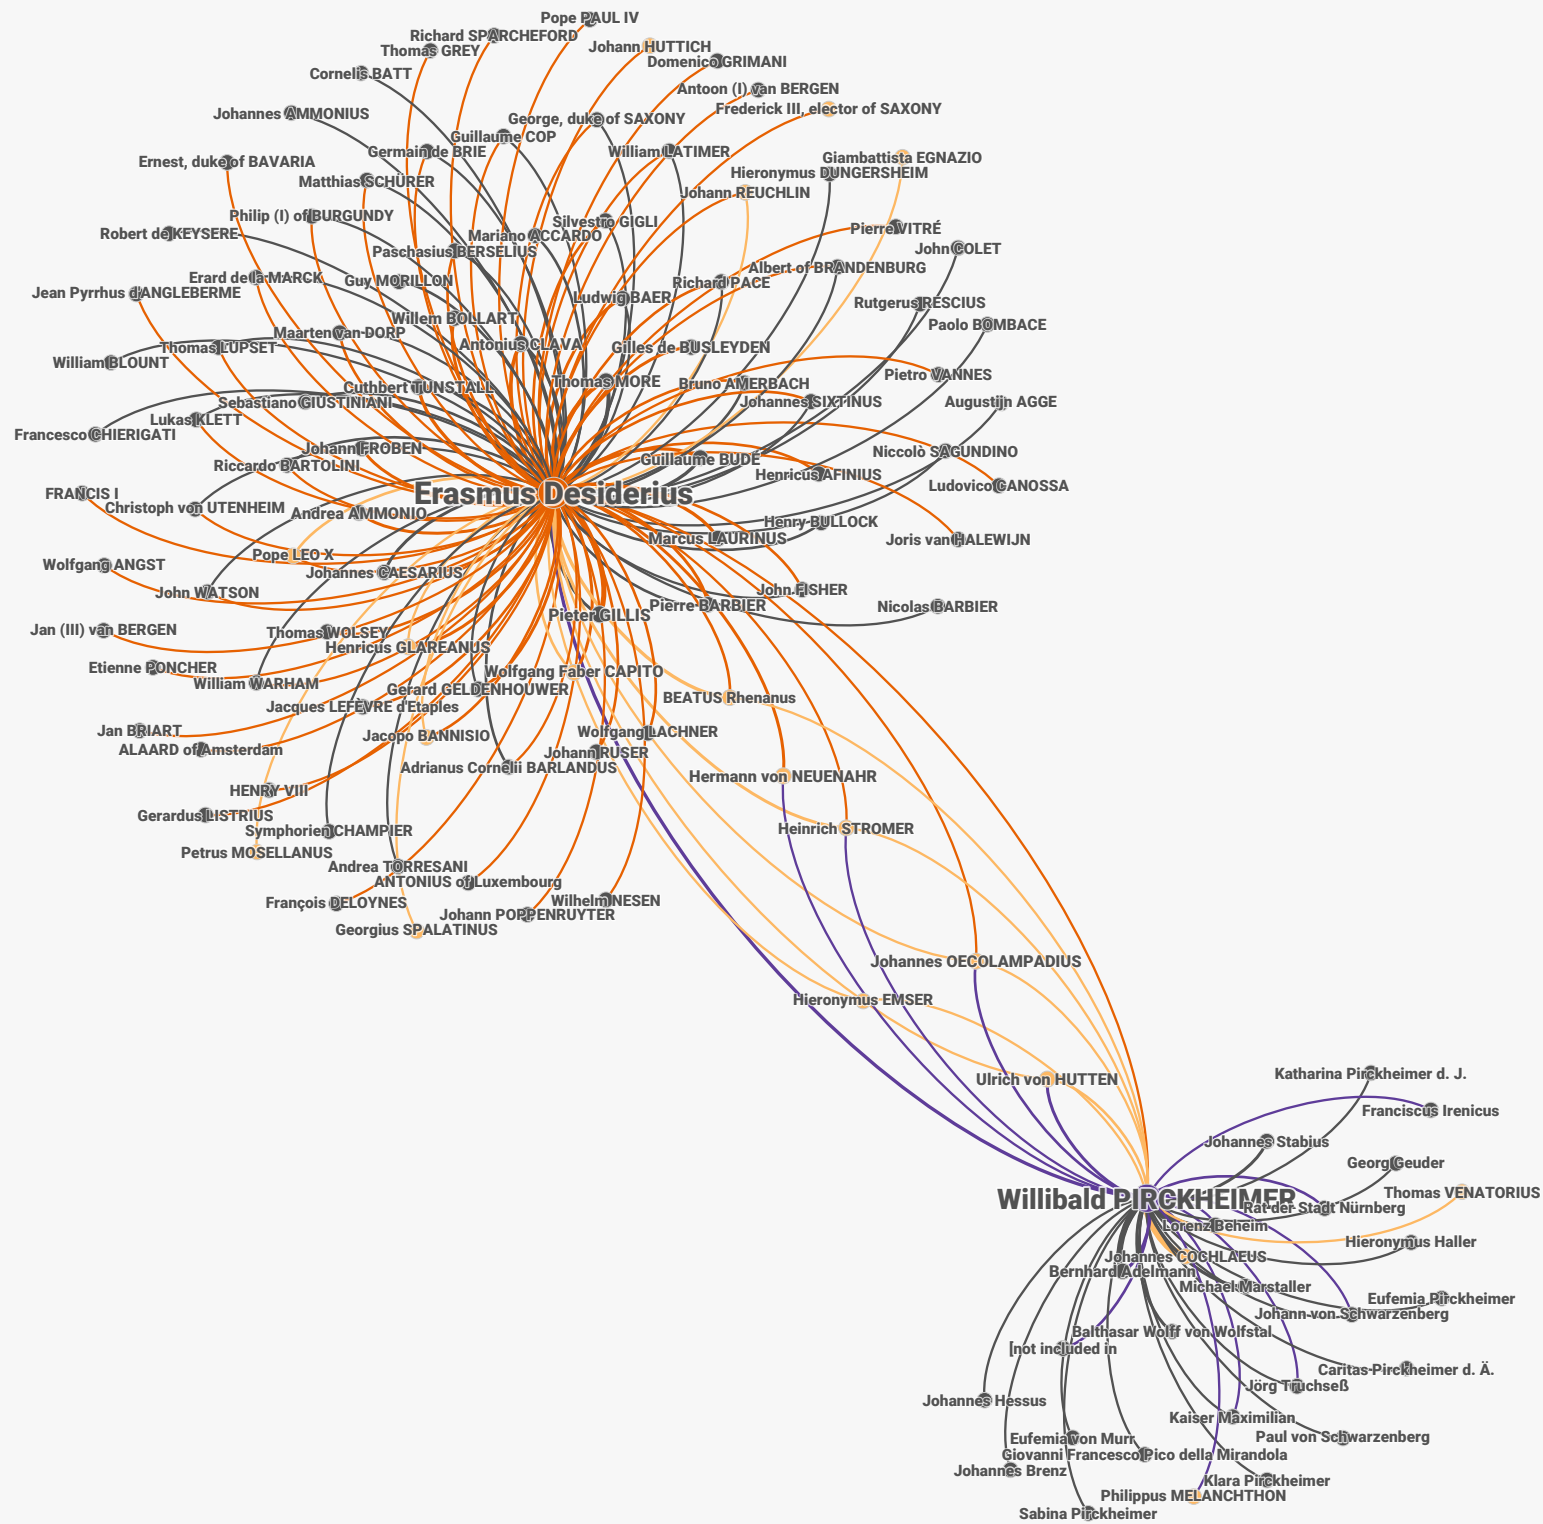 Pope PAUL IV
Richard SPARCHEFORD
Johann HUTTICH
Thomas GREY
Domenico GRIMANI
Cornelis BATT
Antoon (I) van BERGEN
Frederick III, elector of SAXONY
Johannes AMMONIUS
George, duke of SAXONY
Guillaume COP
Germain de BRIE
William LATIMER
Giambattista EGNAZIO
Ernest, duke of BAVARIA
Hieronymus DUNGERSHEIM
Matthias SCHÜRER
Johann REUCHLIN
Philip (I) of BURGUNDY
Silvestro GIGLI
Pierre VITRÉ
Robert de KEYSERE
Mariano ACCARDO
John COLET
Paschasius BERSELIUS
Albert of BRANDENBURG
Erard de la MARCK
Guy MORILLON
Richard PACE
Jean Pyrrhus d'ANGLEBERME
Ludwig BAER
Rutgerus RESCIUS
Willem BOLLART
Paolo BOMBACE
Maarten van DORP
Antonius CLAVA
Thomas LUPSET
Gilles de BUSLEYDEN
William BLOUNT
Pietro VANNES
Thomas MORE
Bruno AMERBACH
Cuthbert TUNSTALL
Sebastiano GIUSTINIANI
Johannes SIXTINUS
Augustijn AGGE
Lukas KLETT
Francesco CHIERIGATI
Johann FROBEN
Niccolò SAGUNDINO
Guillaume BUDÉ
Riccardo BARTOLINI
Henricus AFINIUS
Ludovico CANOSSA
FRANCIS I
Erasmus Desiderius
Christoph von UTENHEIM
Andrea AMMONIO
Henry BULLOCK
Marcus LAURINUS
Joris van HALEWIJN
Pope LEO X
Wolfgang ANGST
Johannes CAESARIUS
John WATSON
John FISHER
Pierre BARBIER
Nicolas BARBIER
Pieter GILLIS
Jan (III) van BERGEN
Thomas WOLSEY
Henricus GLAREANUS
Etienne PONCHER
Wolfgang Faber CAPITO
William WARHAM
Gerard GELDENHOUWER
BEATUS Rhenanus
Jacques LEFÈVRE d'Etaples
Jan BRIART
Wolfgang LACHNER
Jacopo BANNISIO
ALAARD of Amsterdam
Johann RUSER
Adrianus Cornelii BARLANDUS
Hermann von NEUENAHR
HENRY VIII
Gerardus LISTRIUS
Heinrich STROMER
Symphorien CHAMPIER
Petrus MOSELLANUS
Andrea TORRESANI
ANTONIUS of Luxembourg
François DELOYNES
Wilhelm NESEN
Johann POPPENRUYTER
Georgius SPALATINUS
Johannes OECOLAMPADIUS
Hieronymus EMSER
Ulrich von HUTTEN
Katharina Pirckheimer d. J.
Franciscus Irenicus
Johannes Stabius
Georg Geuder
Thomas VENATORIUS
Willibald PIRCKHEIMER
Rat der Stadt Nürnberg
Lorenz Beheim
Hieronymus Haller
Johannes COCHLAEUS
Bernhard Adelmann
Michael Marstaller
Eufemia Pirckheimer
Johann von Schwarzenberg
Balthasar Wolff von Wolfstal
[not included in
Caritas Pirckheimer d. Ä.
Jörg Truchseß
Johannes Hessus
Kaiser Maximilian
Paul von Schwarzenberg
Eufemia von Murr
Giovanni Francesco Pico della Mirandola
Johannes Brenz
Klara Pirckheimer
Philippus MELANCHTHON
Sabina Pirckheimer